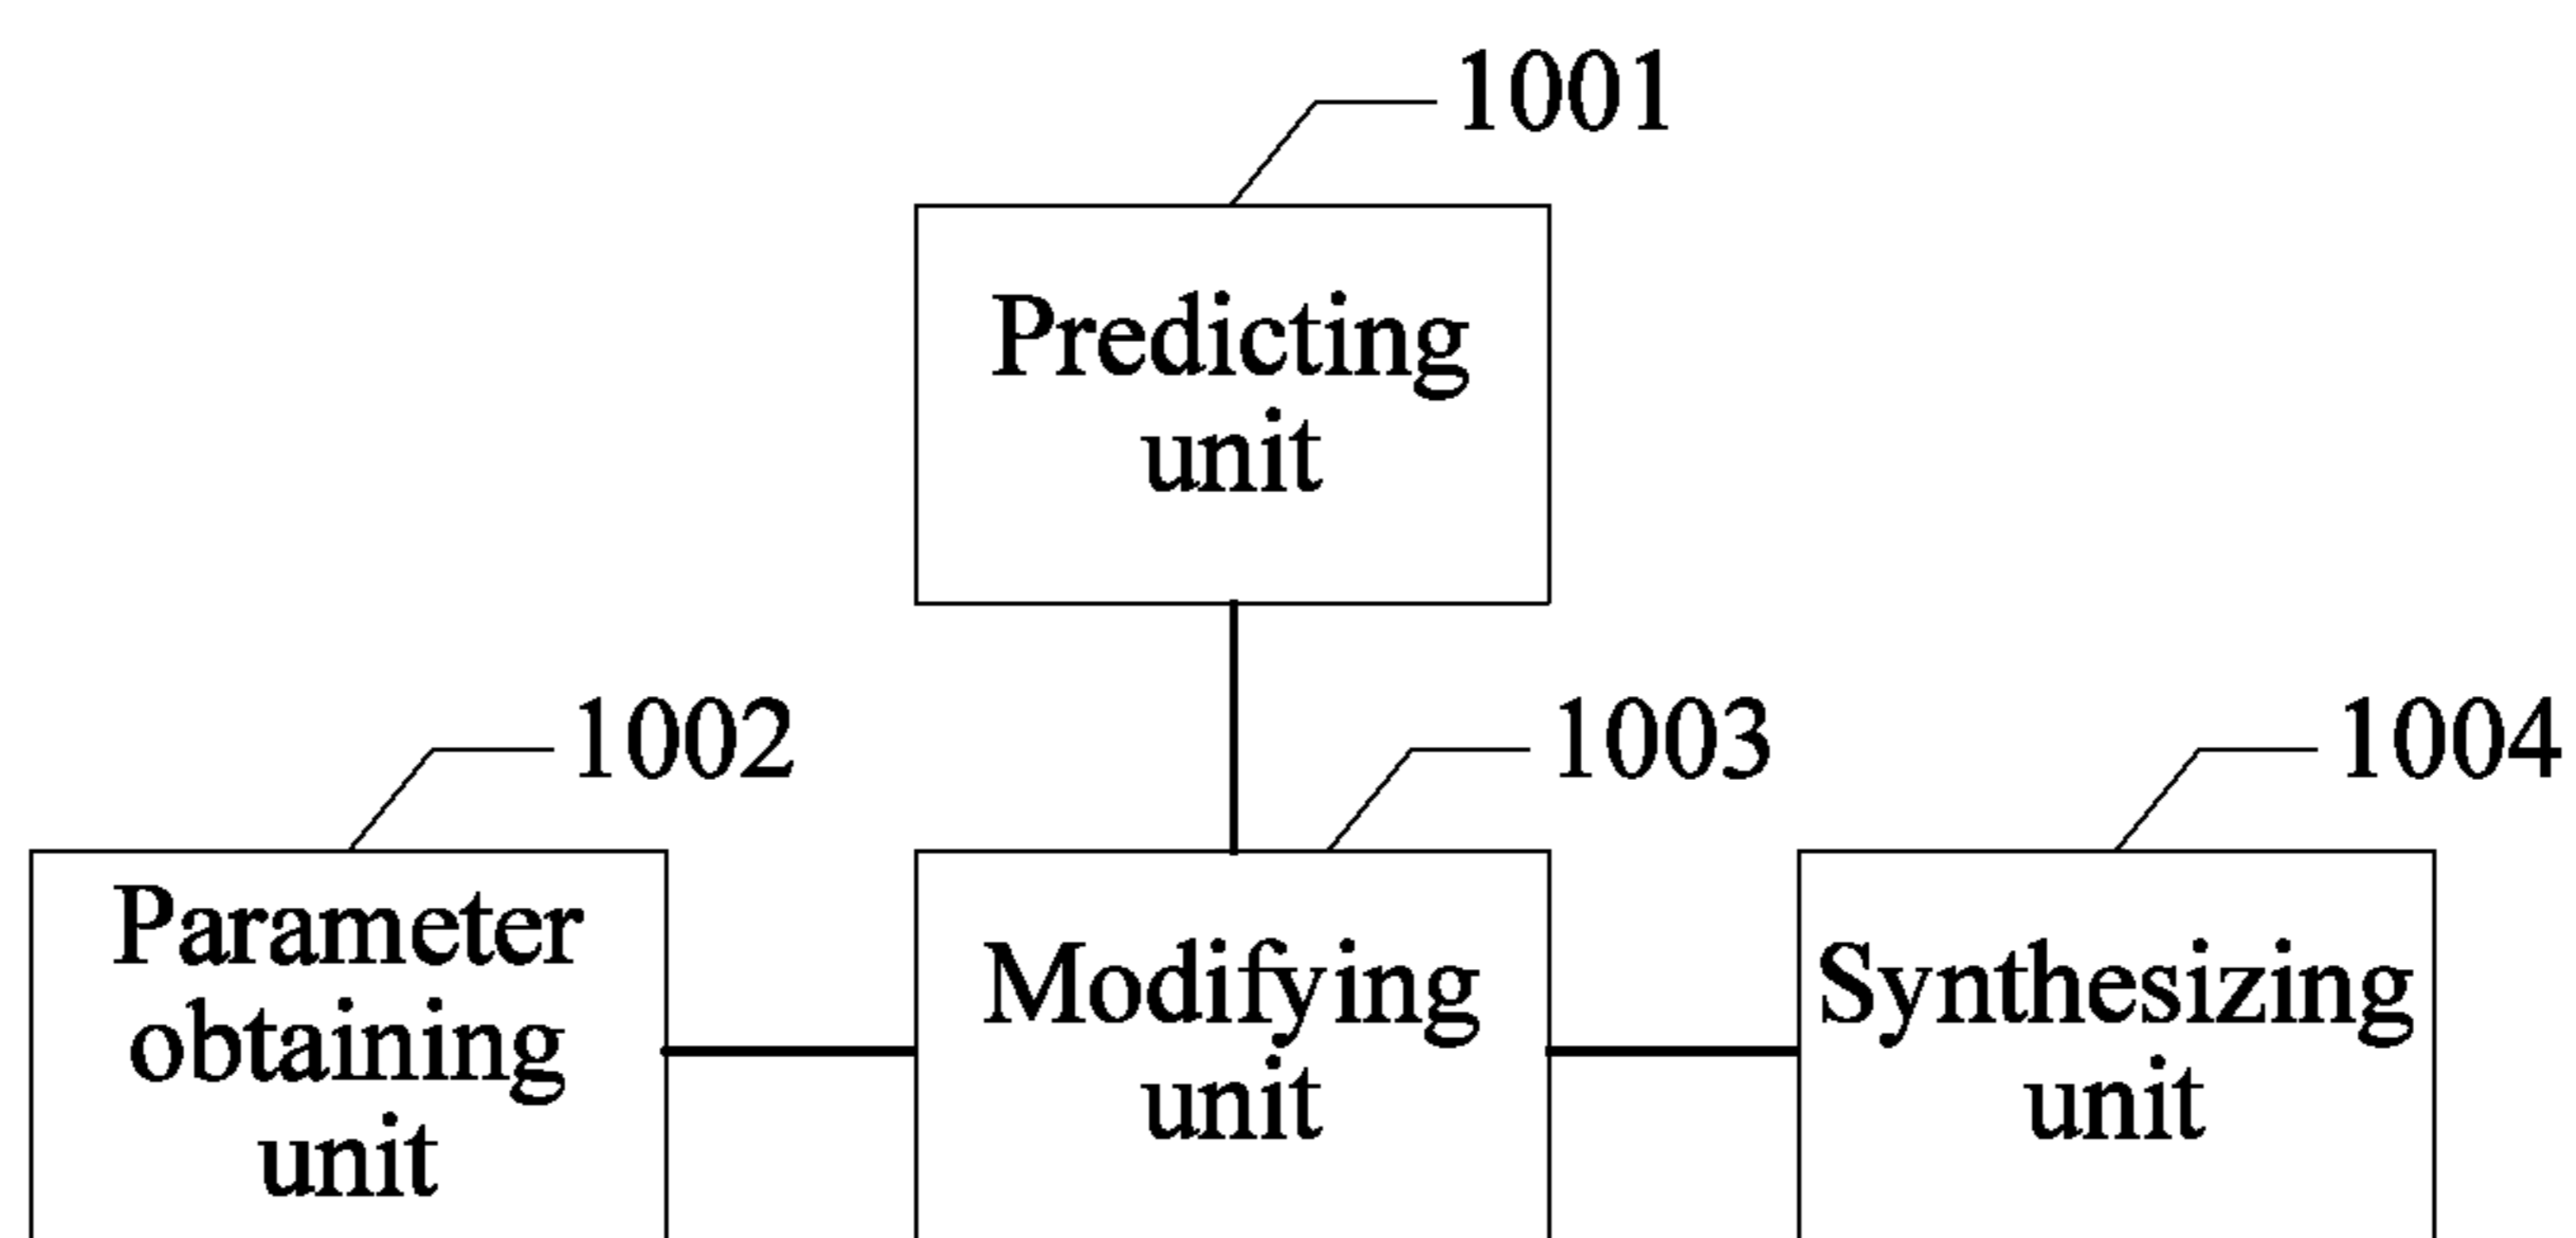 1001
Predicting
unit
1002
1003
1004
Parameter
obtaining
unit
Modifying
unit
Synthesizing
unit